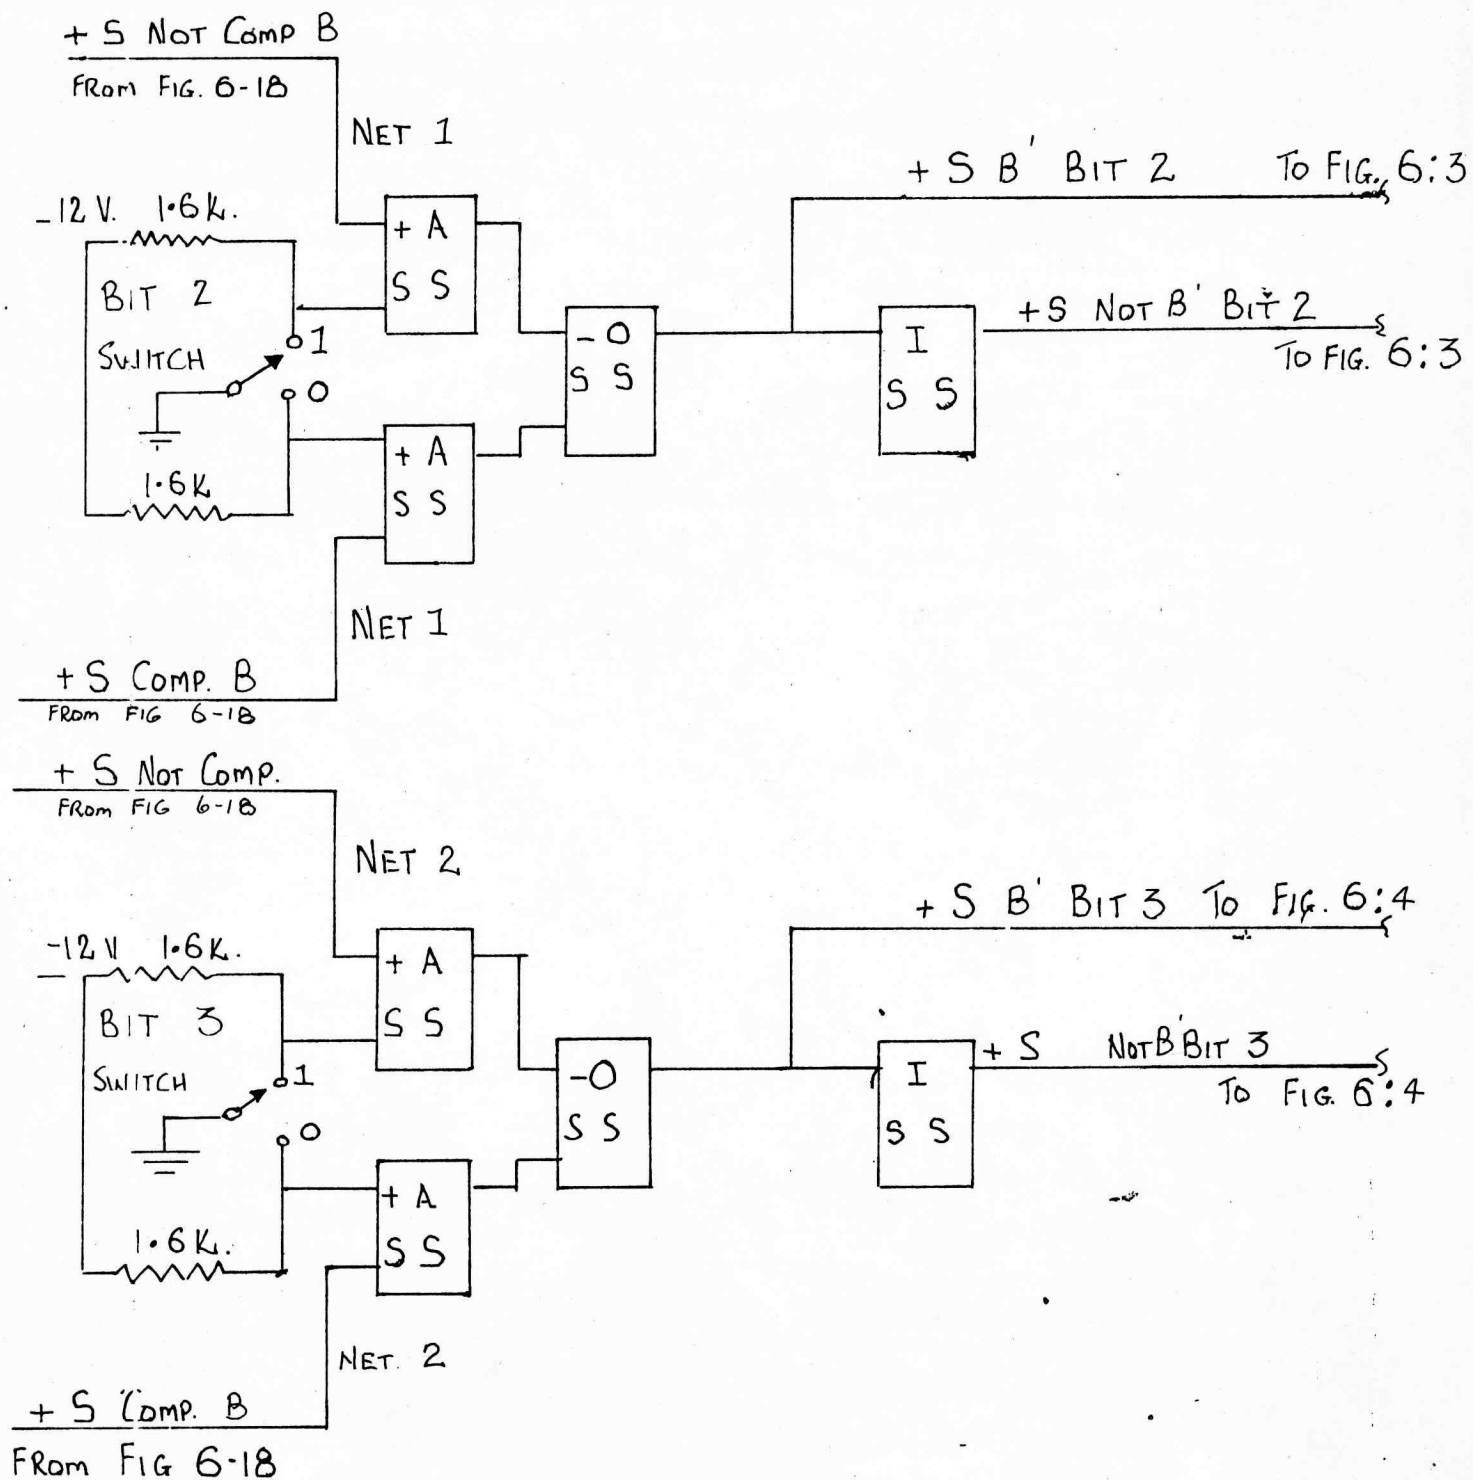 + S NOT COMP B
FROM FIG. 6-18
NET 1
+ S B' BIT 2 TO FIG. 6:3
-12 V. 1.6K.
+ A
S S
BIT 2
SWITCH
1
0
- O
S S
I
S S
+S NOT B' BIT 2
TO FIG. 6:3
1.6K
+ A
S S
NET 1
+ S COMP. B
FROM FIG 6-18
+ S NOT COMP.
FROM FIG 6-18
NET 2
+ S B' BIT 3 TO FIG. 6:4
-12 V 1.6K.
+ A
S S
BIT 3
SWITCH
1
0
-O
S S
I
S S
+ S NOT B' BIT 3
TO FIG. 6:4
1.6K.
+ A
S S
NET. 2
+ S COMP. B
FROM FIG 6-18